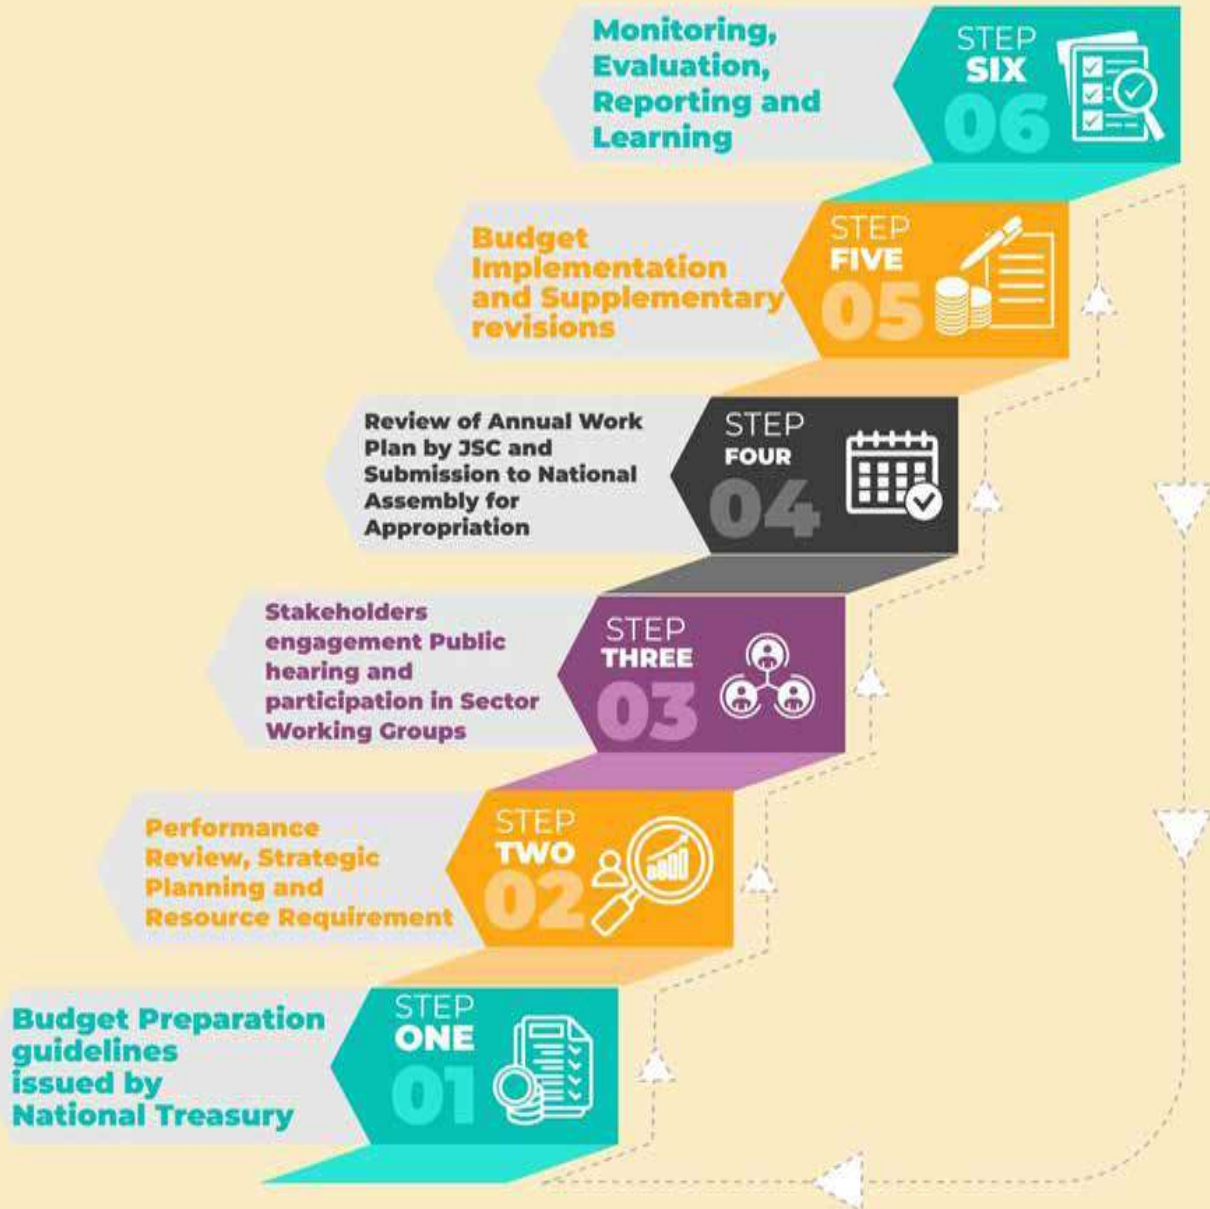 Monitoring,
Evaluation,
Reporting and
Learning
STEP
SIX
06
Budget
Implementation
and Supplementary
revisions
STEP
FIVE
05
Review of Annual Work
Plan by JSC and
Submission to National
Assembly for
Appropriation
STEP
FOUR
04
Stakeholders
engagement Public
hearing and
participation in Sector
Working Groups
STEP
THREE
03
Performance
Review, Strategic
Planning and
Resource Requirement
STEP
TWO
02
Budget Preparation
guidelines
issued by
National Treasury
STEP
ONE
01